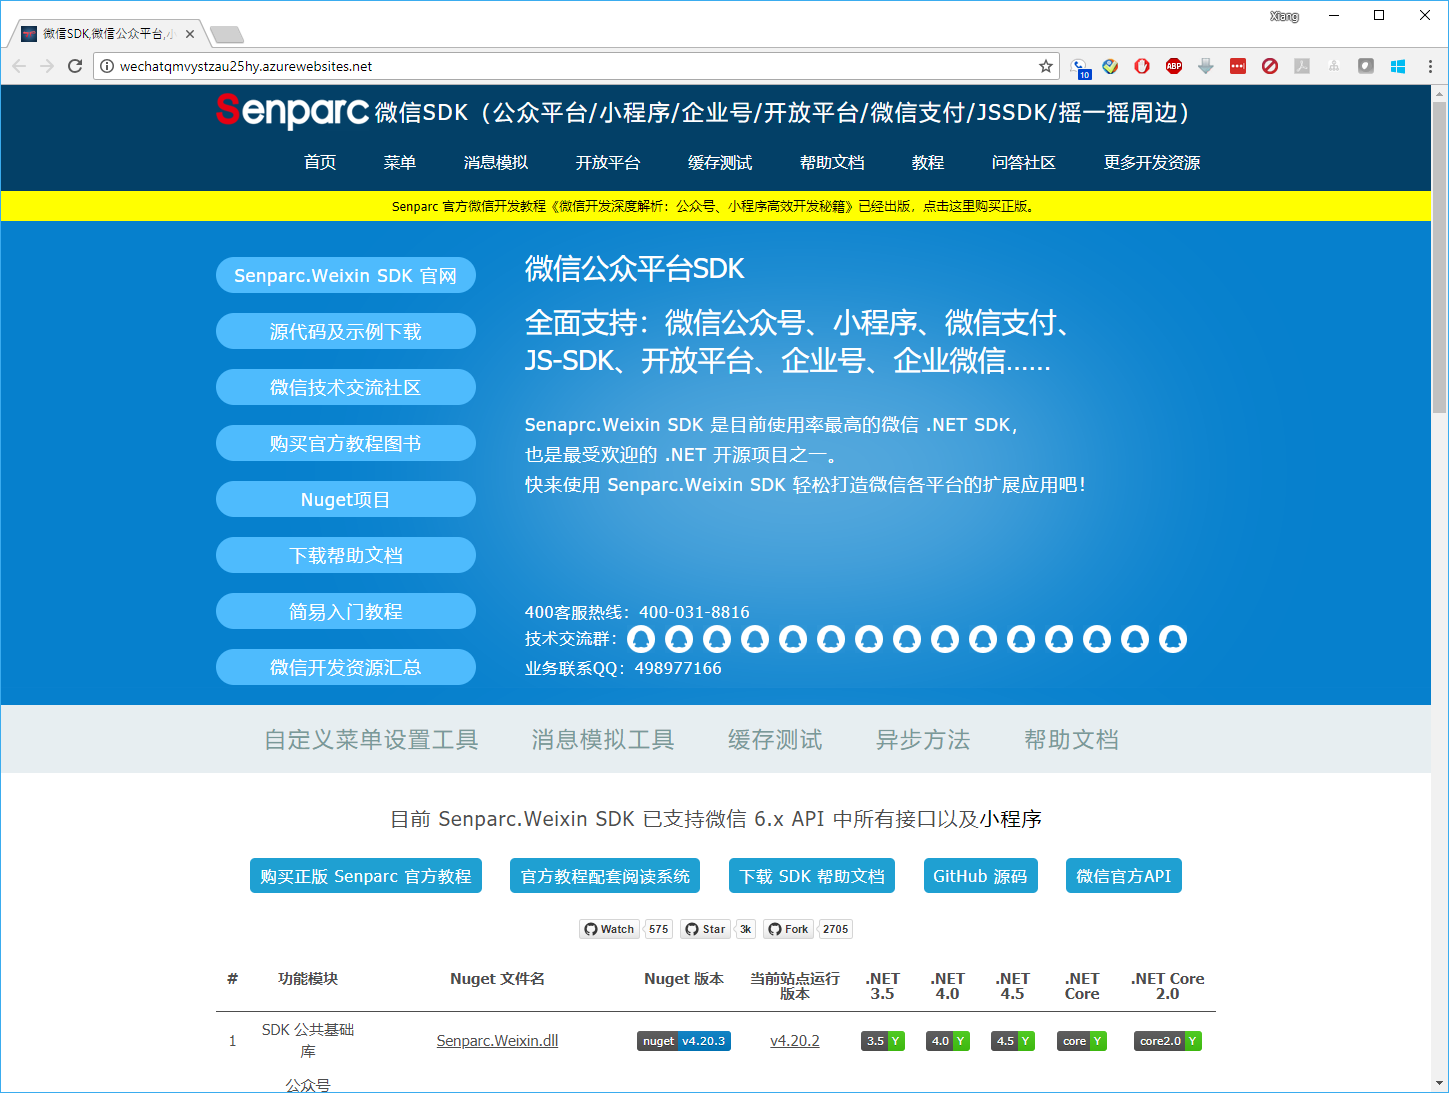 Xiang
微信SDK,微信公众平台,小
wechatqmvystzau25hy.azurewebsites.net
10
ABP
Senparc 微信SDK（公众平台/小程序/企业号/开放平台/微信支付/JSSDK/摇一摇周边）
首页 菜单 消息模拟 开放平台 缓存测试 帮助文档 教程 问答社区 更多开发资源
Senparc 官方微信开发教程《微信开发深度解析：公众号、小程序高效开发秘籍》已经出版，点击这里购买正版。
Senparc.Weixin SDK 官网
源代码及示例下载
微信技术交流社区
购买官方教程图书
Nuget项目
下载帮助文档
简易入门教程
微信开发资源汇总
微信公众平台SDK
全面支持：微信公众号、小程序、微信支付、
JS-SDK、开放平台、企业号、企业微信……
Senaprc.Weixin SDK 是目前使用率最高的微信 .NET SDK，
也是最受欢迎的 .NET 开源项目之一。
快来使用 Senparc.Weixin SDK 轻松打造微信各平台的扩展应用吧！
400客服热线：400-031-8816
技术交流群：
业务联系QQ：498977166
自定义菜单设置工具 消息模拟工具 缓存测试 异步方法 帮助文档
目前 Senparc.Weixin SDK 已支持微信 6.x API 中所有接口以及小程序
购买正版 Senparc 官方教程 官方教程配套阅读系统 下载 SDK 帮助文档 GitHub 源码 微信官方API
Watch 575 Star 3k Fork 2705
# 功能模块 Nuget 文件名 Nuget 版本 当前站点运行版本 .NET 3.5 .NET 4.0 .NET 4.5 .NET Core .NET Core 2.0
1 SDK 公共基础库 Senparc.Weixin.dll nuget v4.20.3 v4.20.2 3.5 Y 4.0 Y 4.5 Y core Y core2.0 Y
公众号